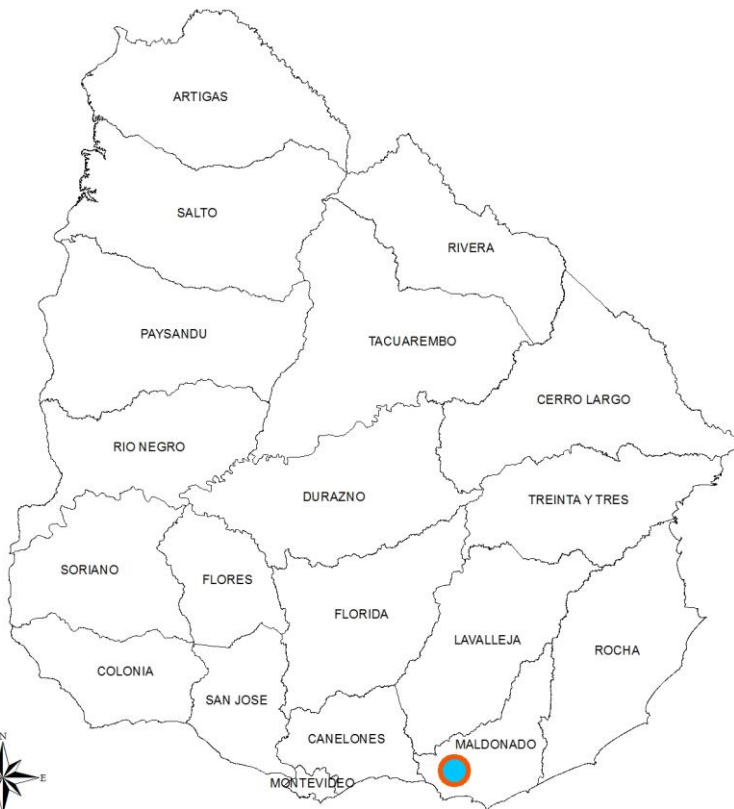 ARTIGAS
SALTO
RIVERA
PAYSANDU
TACUAREMBO
CERRO LARGO
RIO NEGRO
DURAZNO
TREINTA Y TRES
SORIANO
FLORES
FLORIDA
LAVALLEJA
ROCHA
COLONIA
SAN JOSE
CANELONES
MALDONADO
MONTEVIDEO
N
E